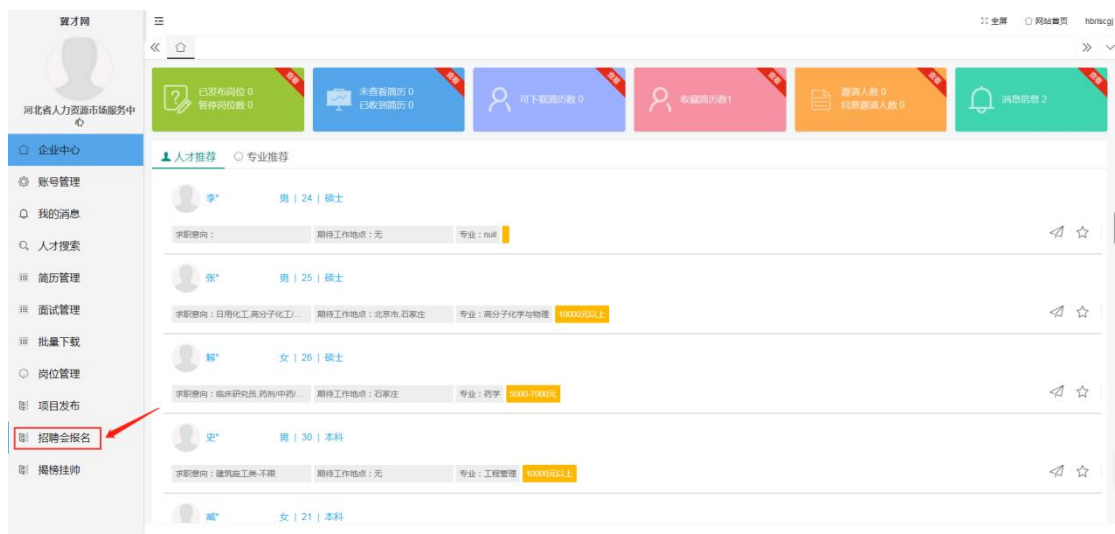 冀才网
全屏
网站首页
hbrlscgj
河北省人力资源市场服务中
心
企业中心
账号管理
我的消息
人才搜索
简历管理
面试管理
批量下载
岗位管理
项目发布
招聘会报名
揭榜挂帅
已发布岗位 0
暂停岗位数 0
查看
未查看简历 0
已收到简历 0
查看
可下载简历数 0
查看
收藏简历数1
查看
邀请人数 0
同意邀请人数 0
查看
消息信息 2
查看
人才推荐
专业推荐
李*
男 | 24 | 硕士
求职意向：
期待工作地点：无
专业：null
张*
男 | 25 | 硕士
求职意向：日用化工,高分子化工/...
期待工作地点：北京市,石家庄
专业：高分子化学与物理
10000元以上
解*
女 | 26 | 硕士
求职意向：临床研究员,药剂/中药/...
期待工作地点：石家庄
专业：药学
5000-7000元
史*
男 | 30 | 本科
求职意向：建筑施工类-不限
期待工作地点：无
专业：工程管理
10000元以上
臧*
女 | 21 | 本科